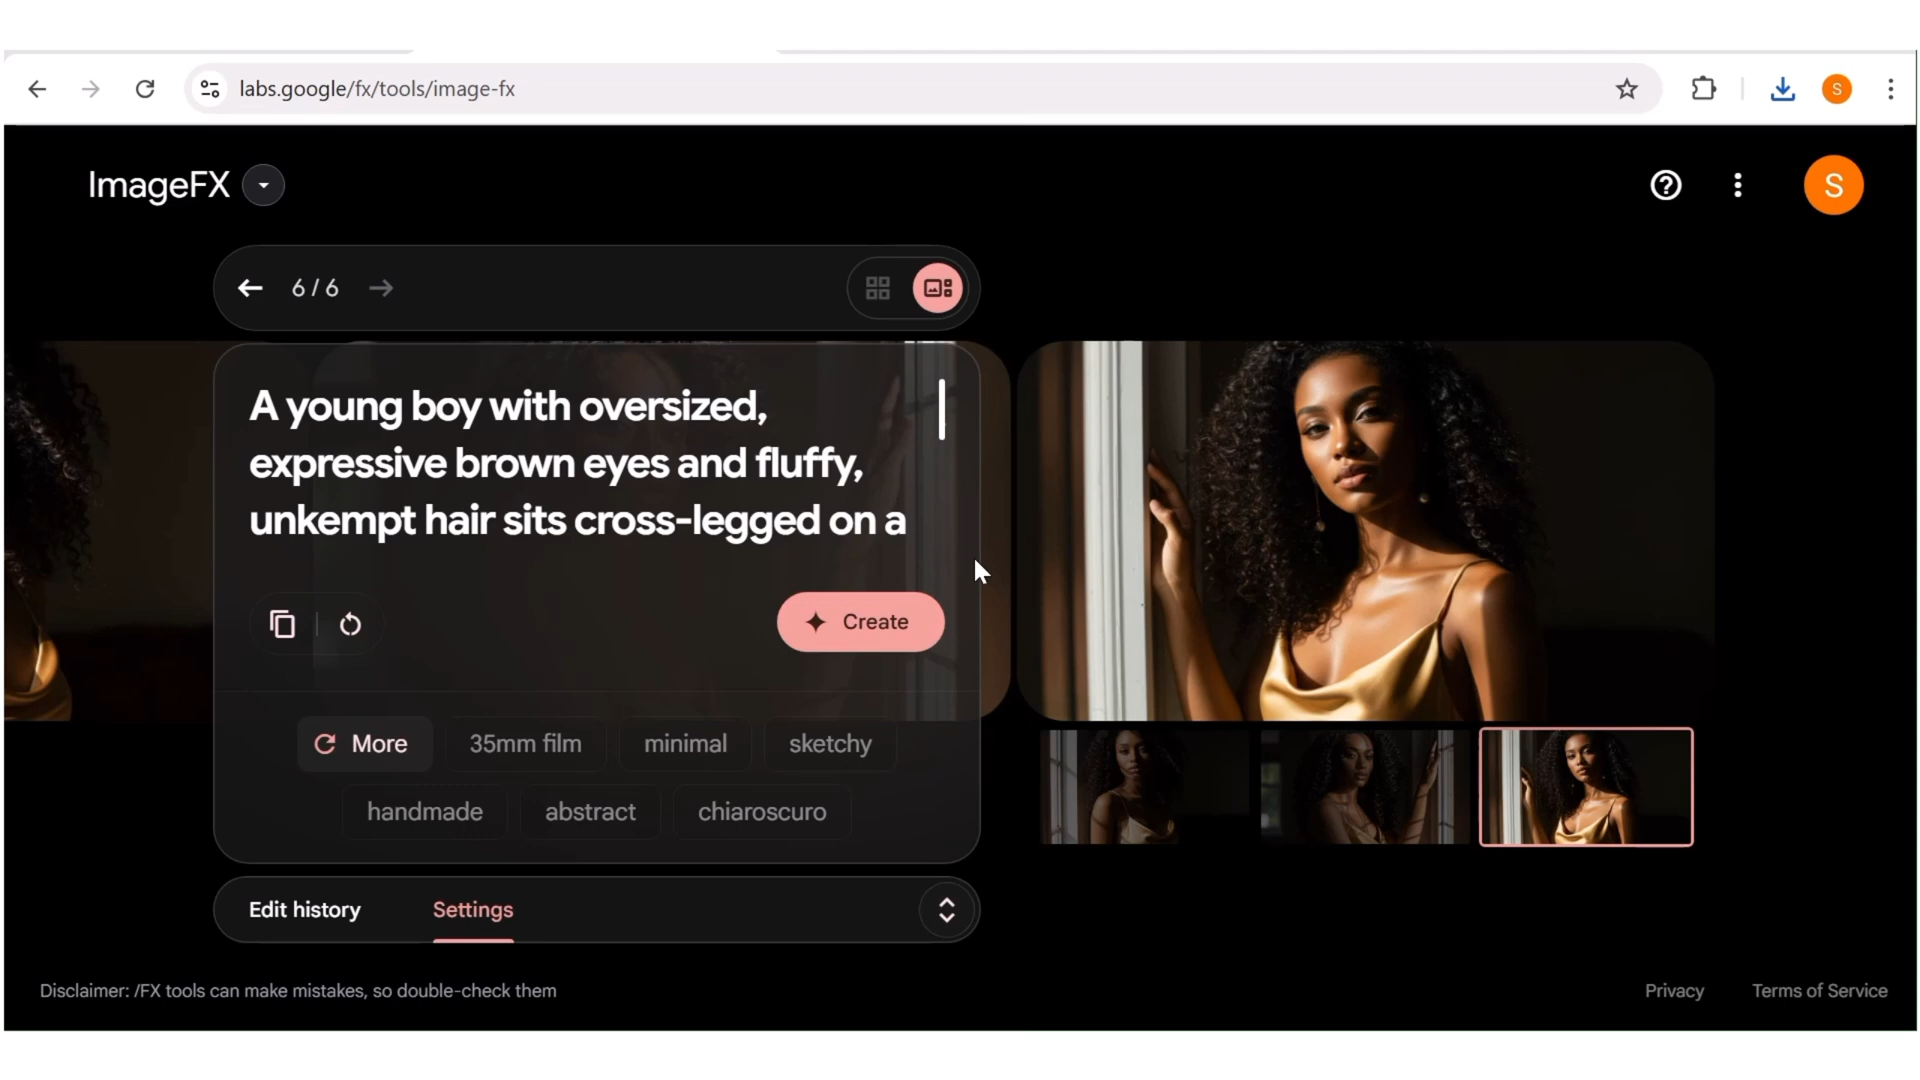 labs.google/fx/tools/image-fx
S
ImageFX
S
6 / 6
A young boy with oversized,
expressive brown eyes and fluffy,
unkempt hair sits cross-legged on a
Create
More
35mm film
minimal
sketchy
handmade
abstract
chiaroscuro
Edit history
Settings
Disclaimer: /FX tools can make mistakes, so double-check them
Privacy
Terms of Service